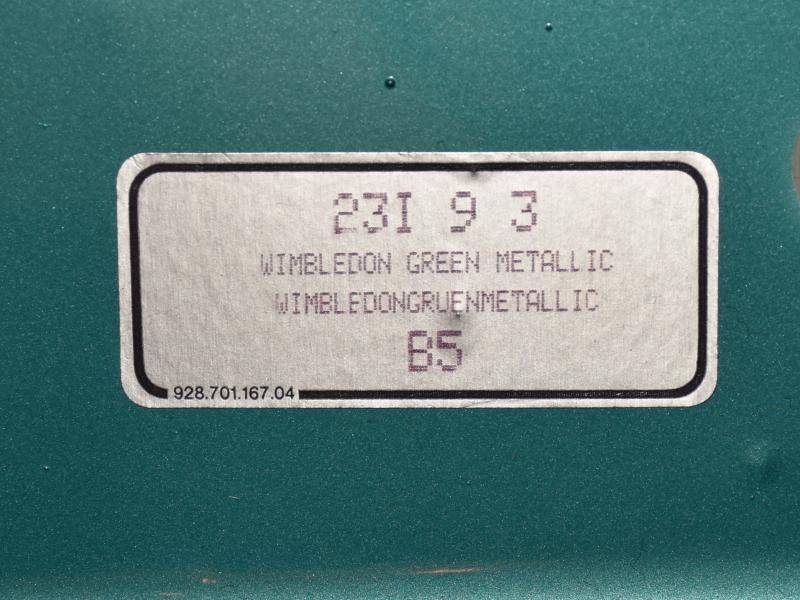 23I 9 3
WIMBLEDON GREEN METALLIC
WIMBLEDONGRUENMETALLIC
B5
928.701.167.04